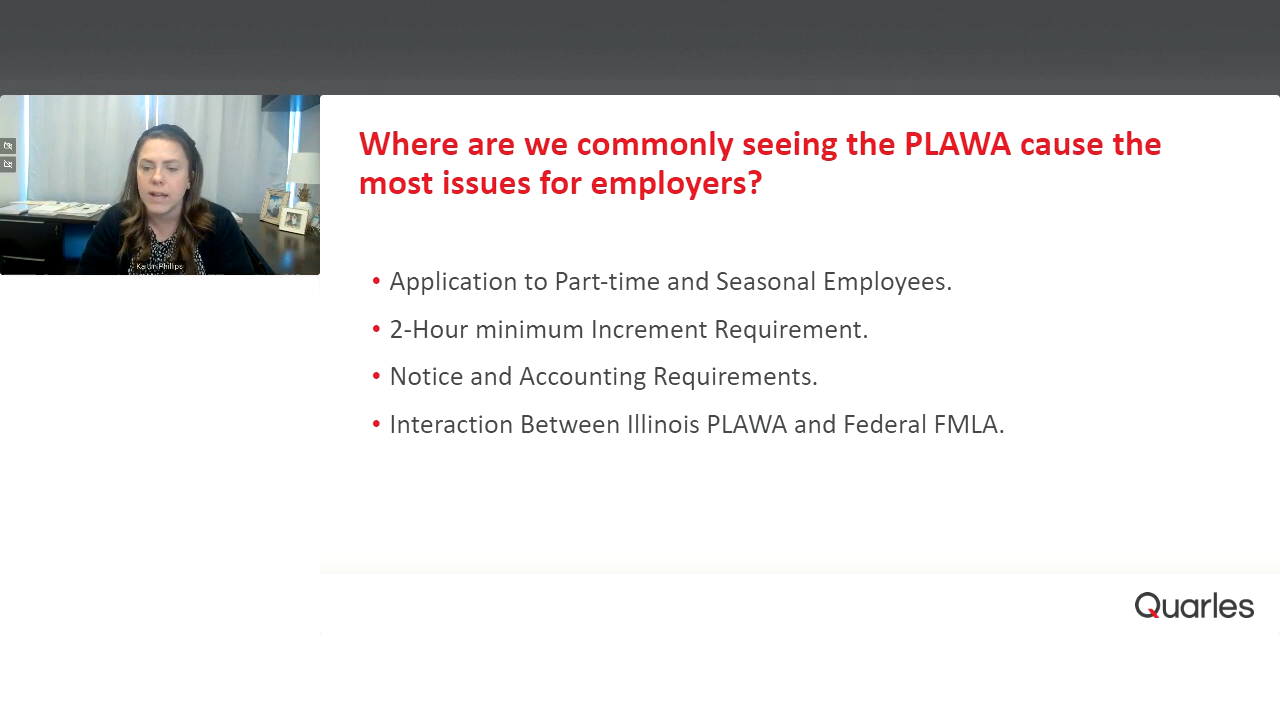 Where are we commonly seeing the PLAWA cause the
most issues for employers?
• Application to Part-time and Seasonal Employees.
• 2-Hour minimum Increment Requirement.
• Notice and Accounting Requirements.
• Interaction Between Illinois PLAWA and Federal FMLA.
Kaitlin Phillips
Quarles